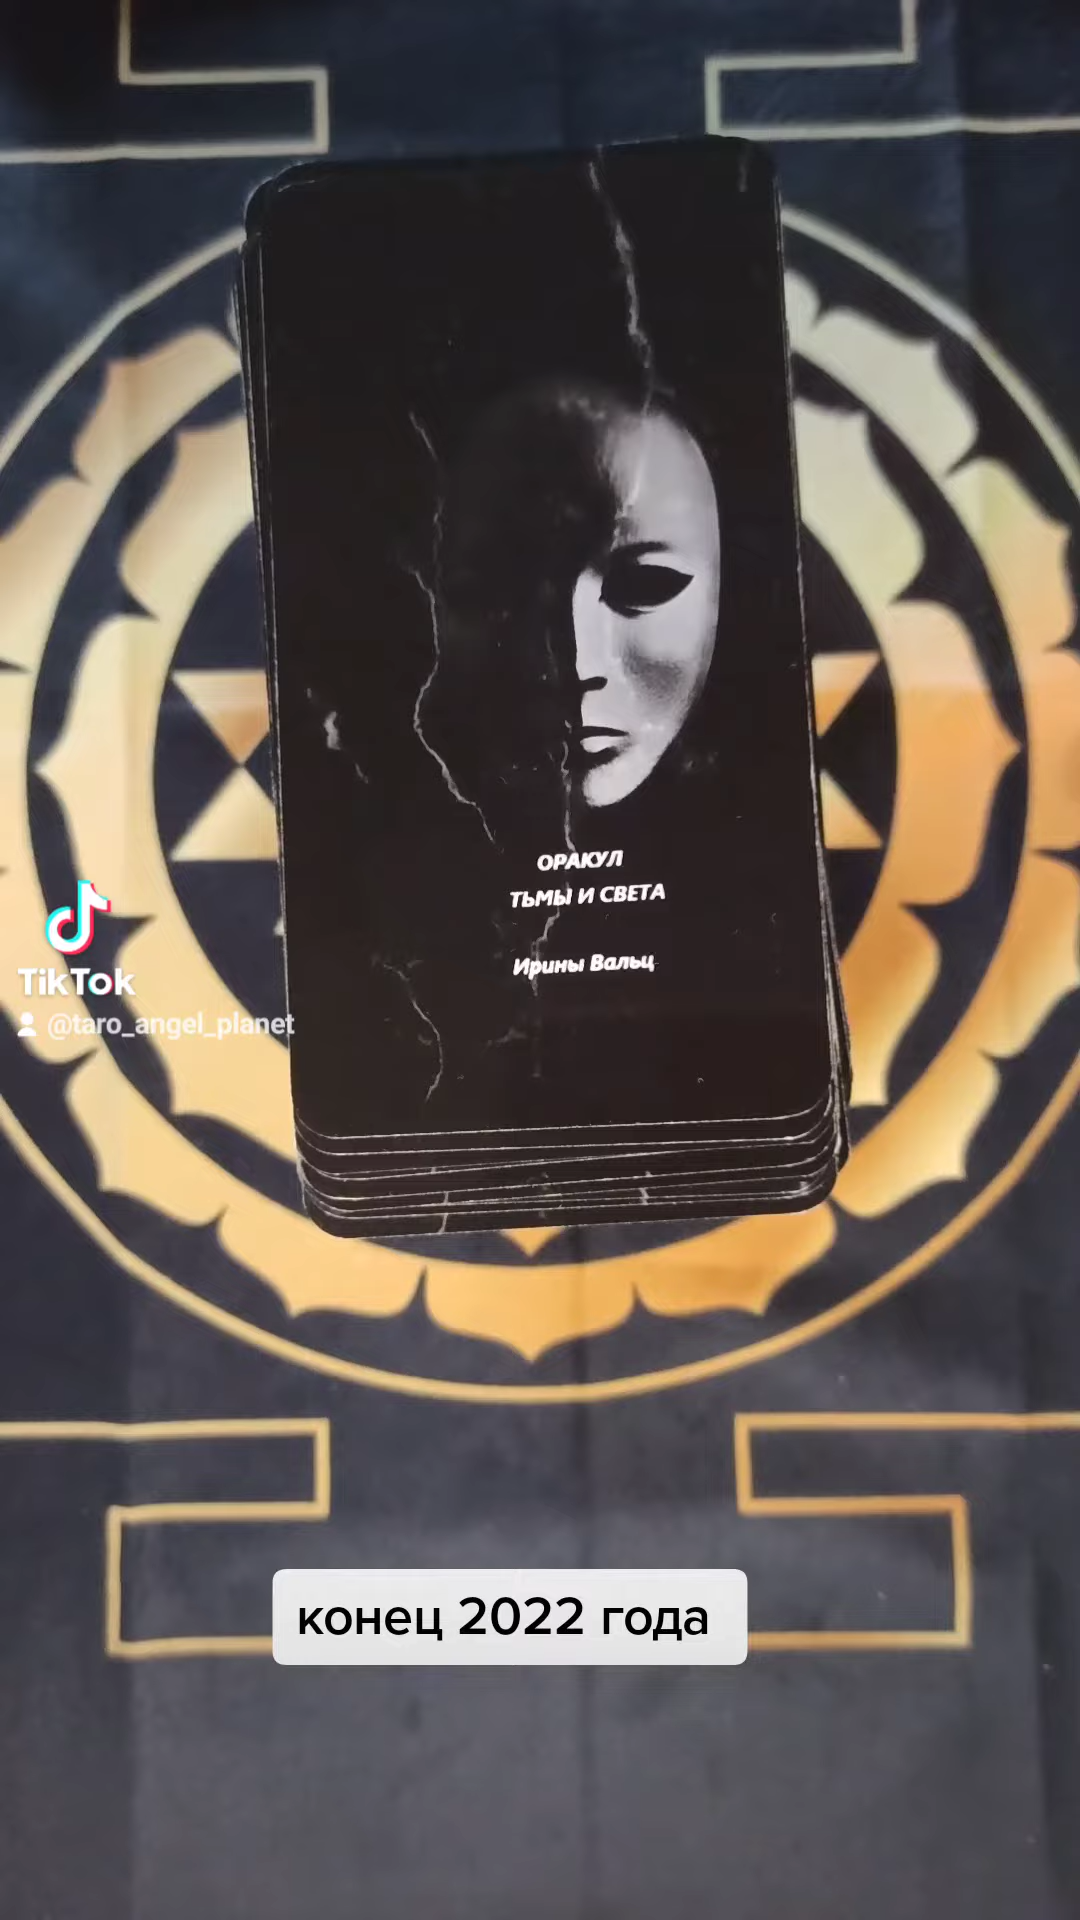 ОРАКУЛ
ТЬМЫ И СВЕТА
Ирины Вальц
TikTok
@taro_angel_planet
конец 2022 года